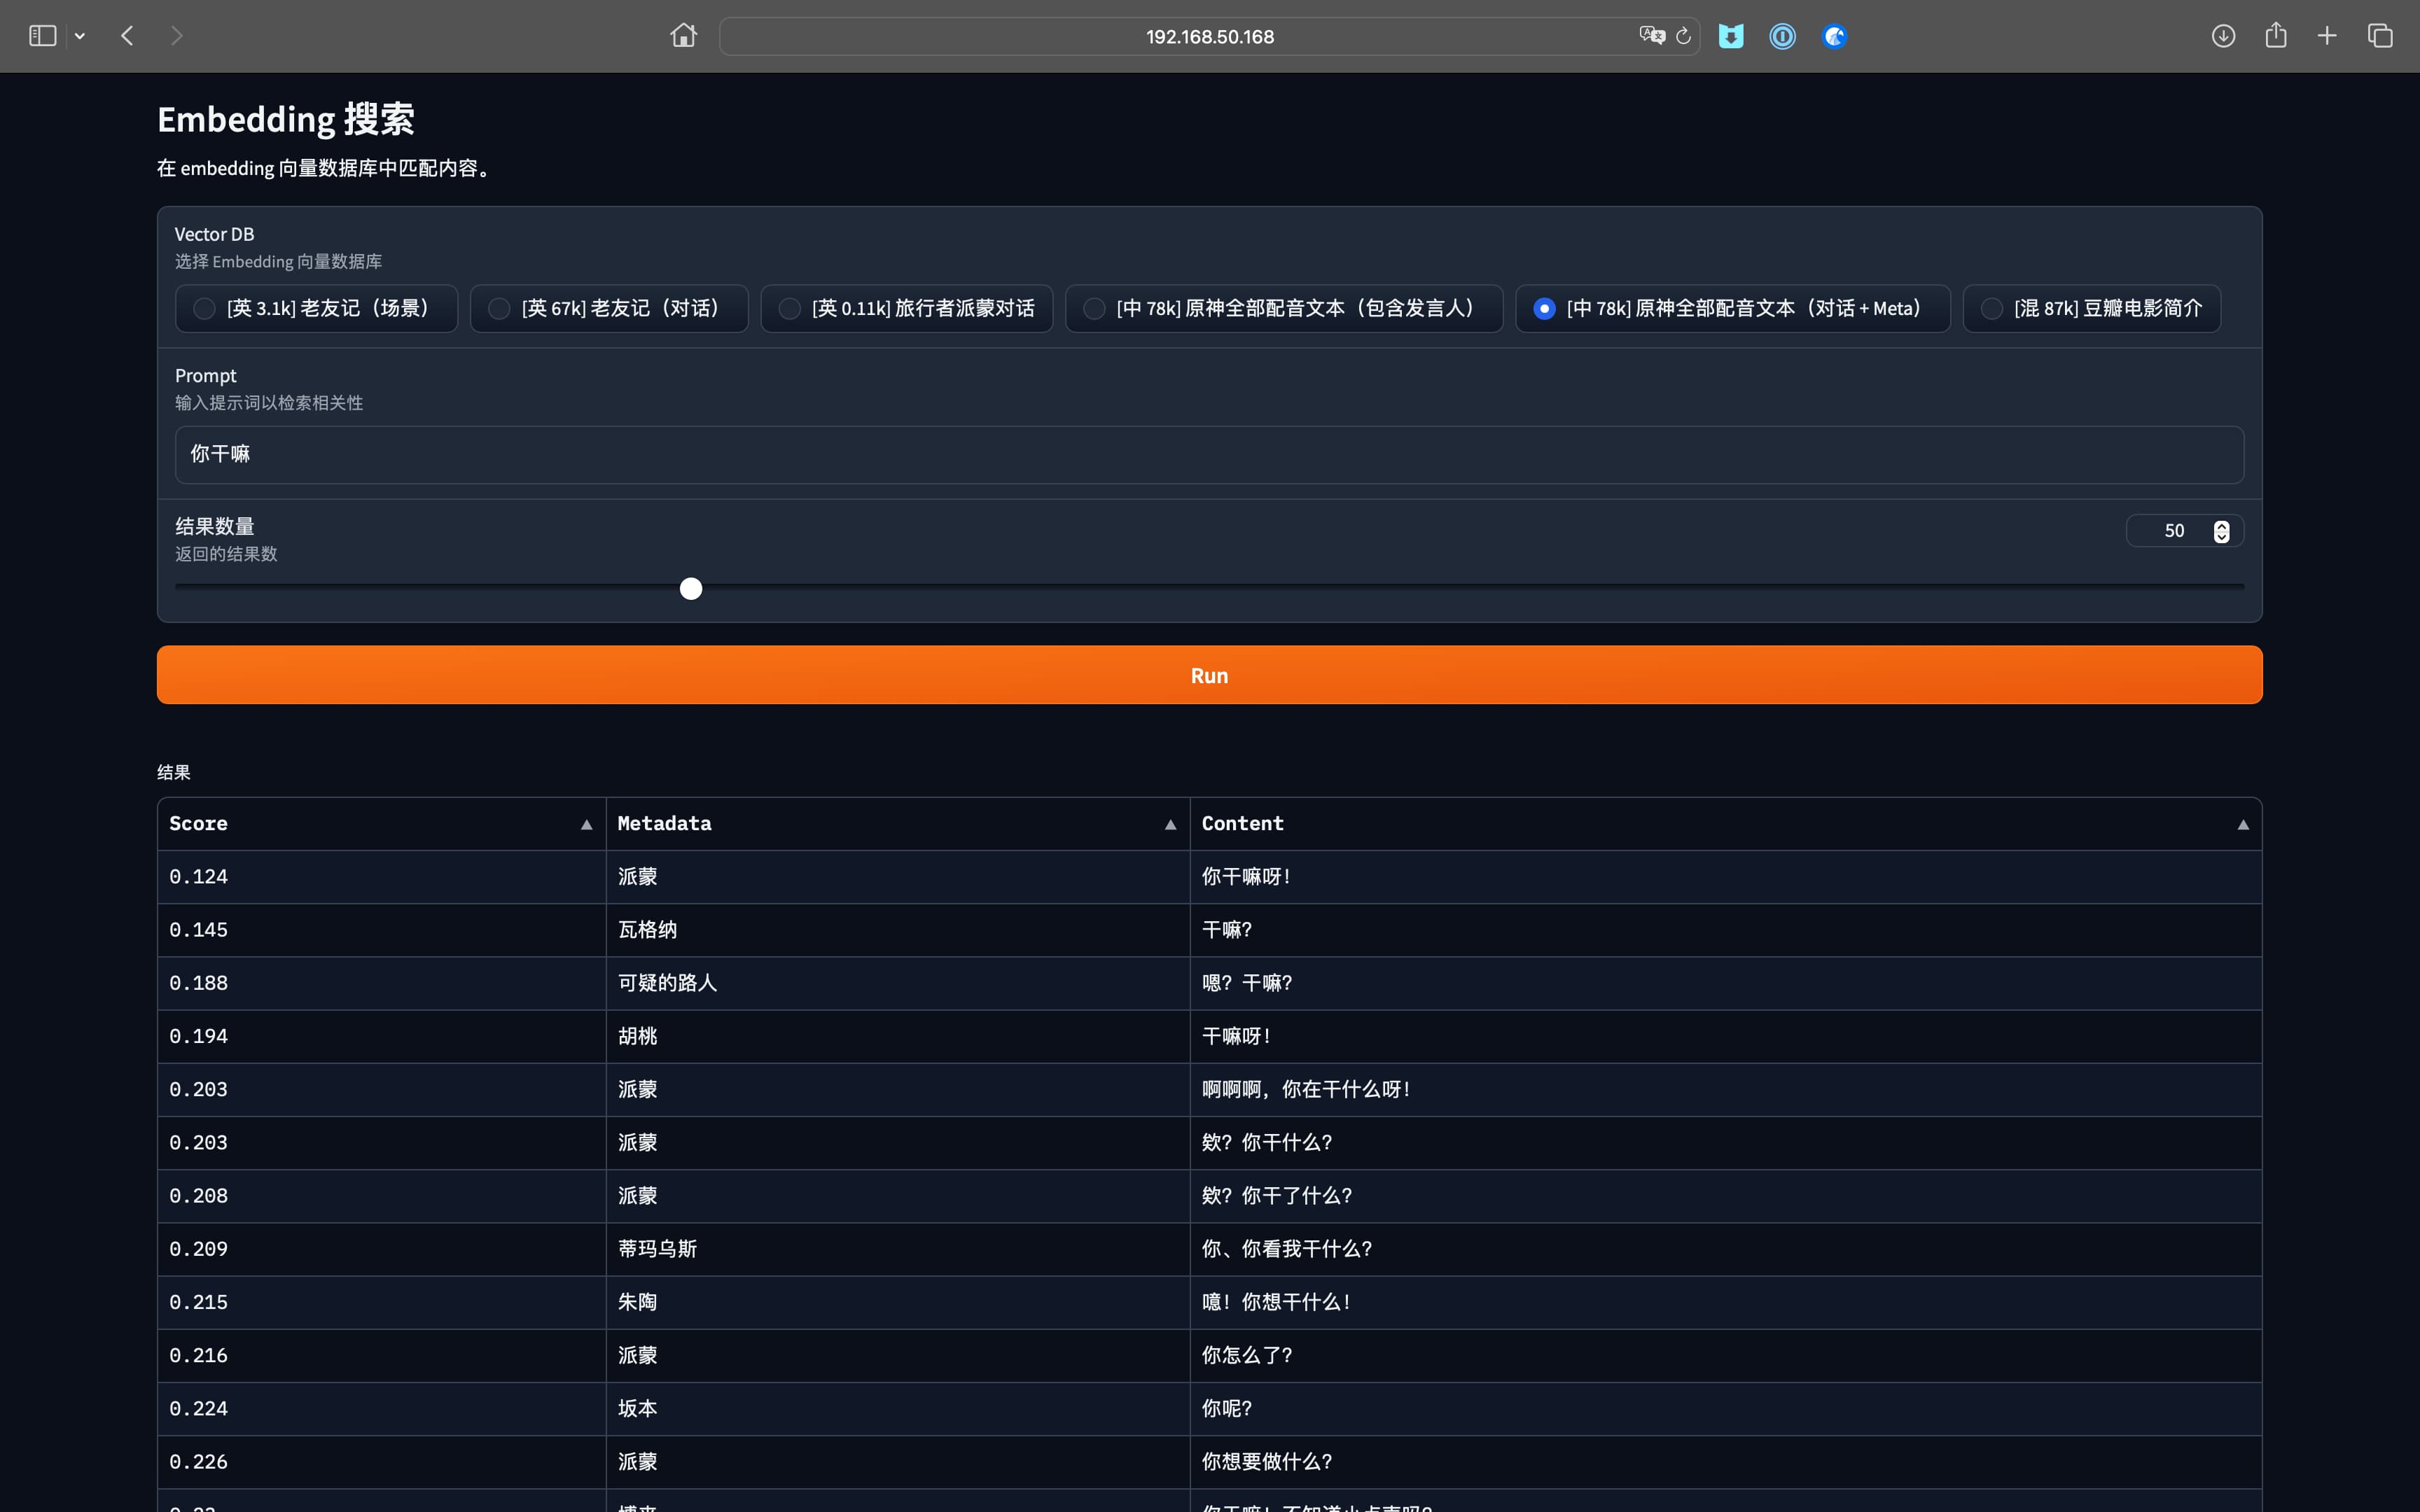 192.168.50.168
Embedding 搜索
在 embedding 向量数据库中匹配内容。
Vector DB
选择 Embedding 向量数据库
[英 3.1k] 老友记（场景） [英 67k] 老友记（对话） [英 0.11k] 旅行者派蒙对话 [中 78k] 原神全部配音文本（包含发言人） [中 78k] 原神全部配音文本（对话 + Meta） [混 87k] 豆瓣电影简介
Prompt
输入提示词以检索相关性
你干嘛
结果数量 50
返回的结果数
Run
结果
Score Metadata Content
0.124 派蒙 你干嘛呀！
0.145 瓦格纳 干嘛？
0.188 可疑的路人 嗯？干嘛？
0.194 胡桃 干嘛呀！
0.203 派蒙 啊啊啊，你在干什么呀！
0.203 派蒙 欸？你干什么？
0.208 派蒙 欸？你干了什么？
0.209 蒂玛乌斯 你、你看我干什么？
0.215 朱陶 噫！你想干什么！
0.216 派蒙 你怎么了？
0.224 坂本 你呢？
0.226 派蒙 你想要做什么？